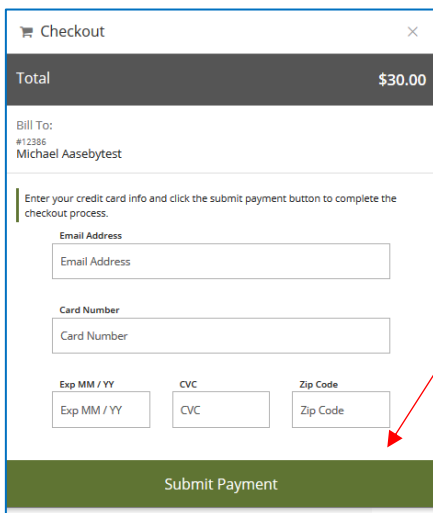 Checkout
Total $30.00
Bill To:
#12386
Michael Aasebytest
Enter your credit card info and click the submit payment button to complete the
checkout process.
Email Address
Email Address
Card Number
Card Number
Exp MM / YY CVC Zip Code
Exp MM / YY CVC Zip Code
Submit Payment